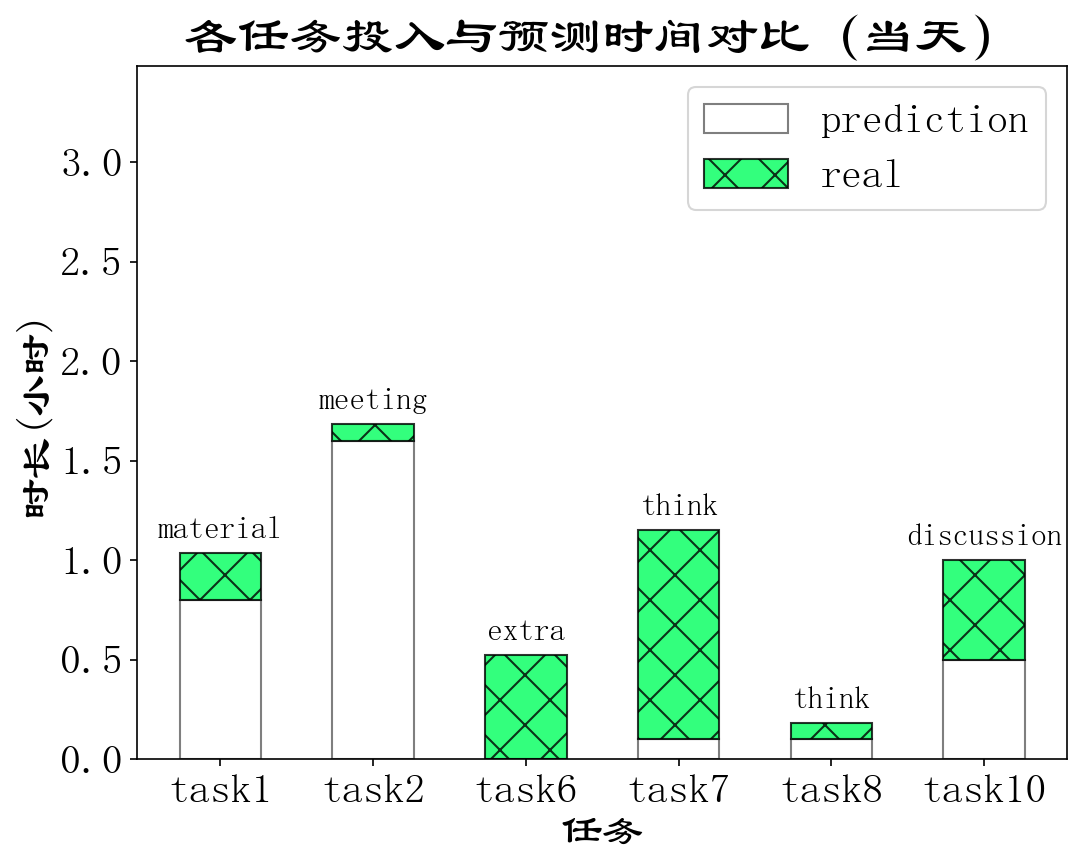 各任务投入与预测时间对比 (当天)
prediction
real
时长(小时)
3.0
2.5
2.0
1.5
1.0
0.5
0.0
meeting
think
material
discussion
extra
think
task1 task2 task6 task7 task8 task10
任务